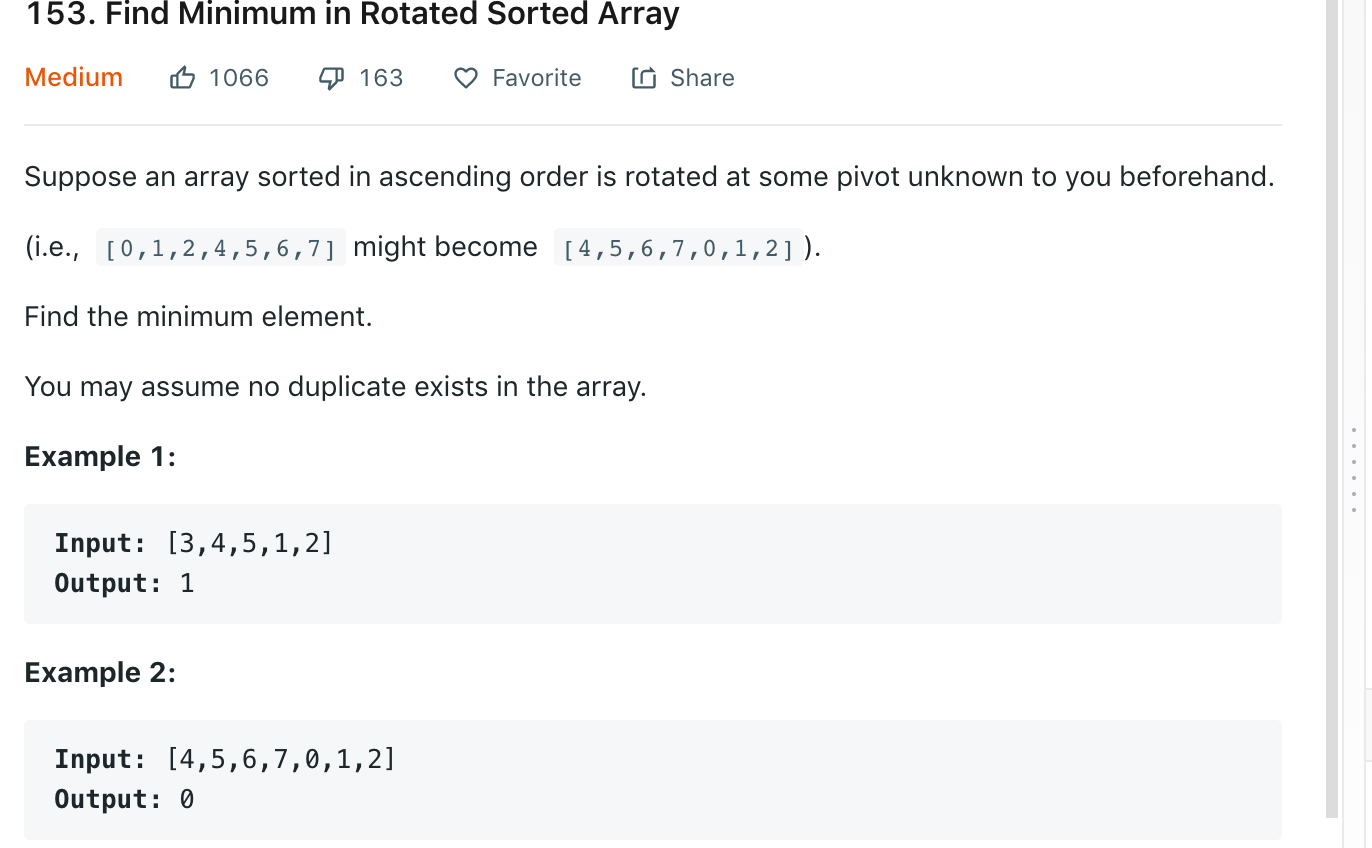 153. Find Minimum in Rotated Sorted Array
Medium 1066 163 Favorite Share
Suppose an array sorted in ascending order is rotated at some pivot unknown to you beforehand.
(i.e., [0,1,2,4,5,6,7] might become [4,5,6,7,0,1,2]).
Find the minimum element.
You may assume no duplicate exists in the array.
Example 1:
Input: [3,4,5,1,2]
Output: 1
Example 2:
Input: [4,5,6,7,0,1,2]
Output: 0